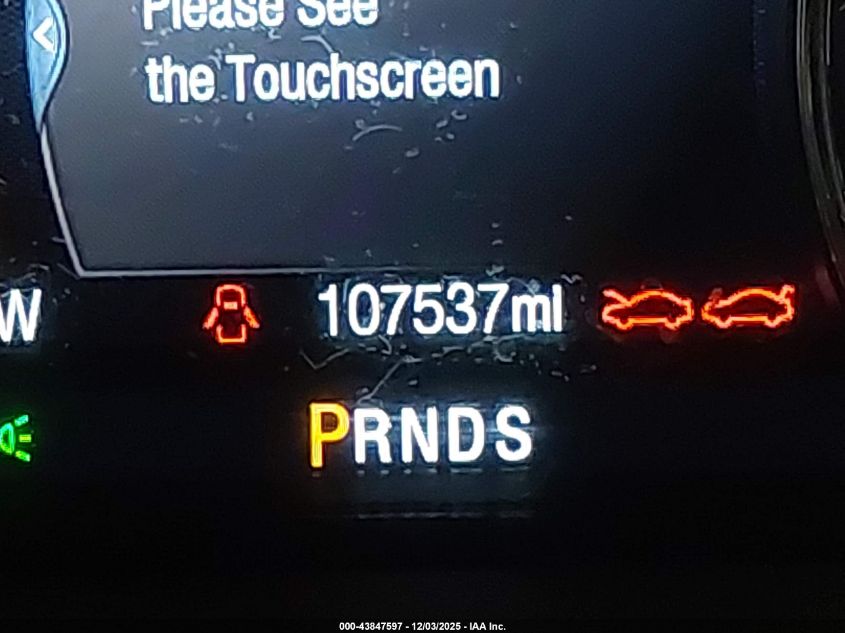 Please See
the Touchscreen
W
107537mI
PRNDS
000-43847597 - 12/03/2025 - IAA Inc.